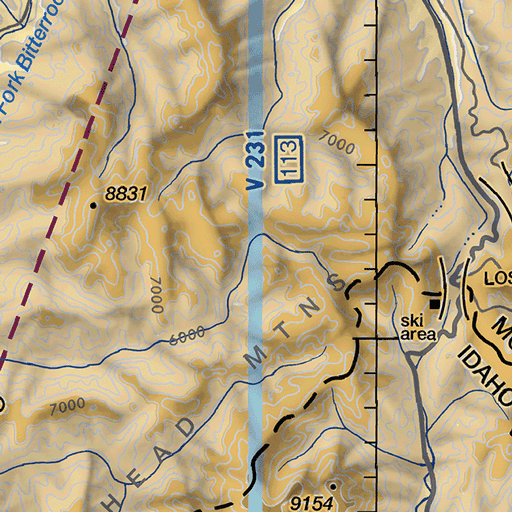 Fork Bitterroo
V 231
113
7000
8831
7000
6000
MTNS
HEAD
7000
ski
area
LOS
MO
IDAHO
9154
O